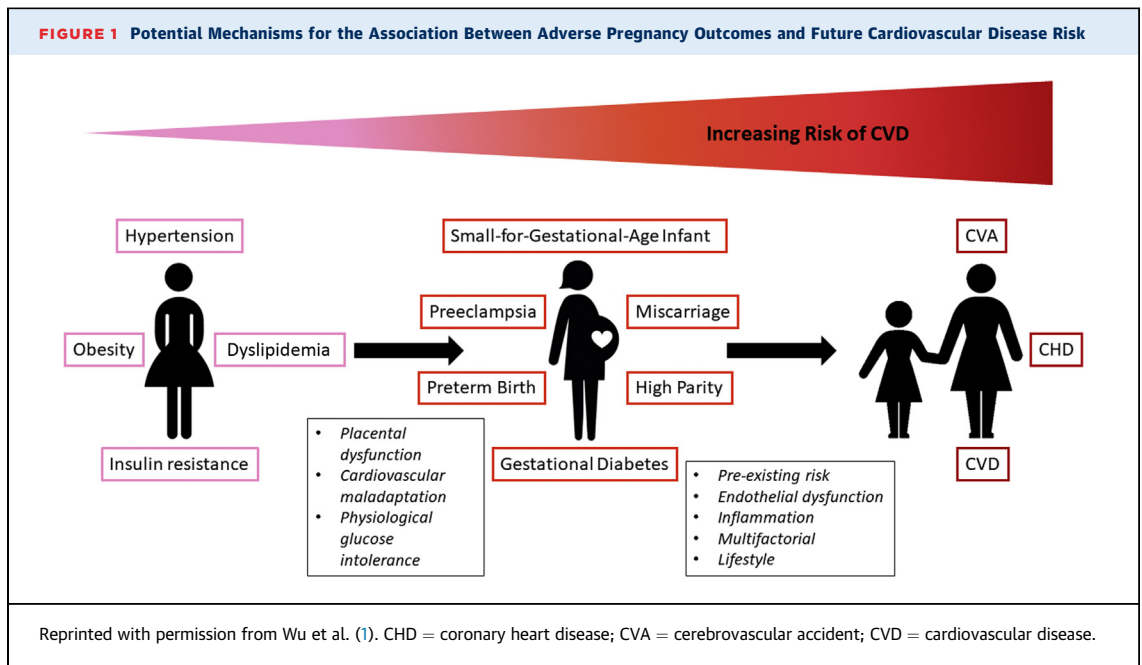 FIGURE 1 Potential Mechanisms for the Association Between Adverse Pregnancy Outcomes and Future Cardiovascular Disease Risk
Increasing Risk of CVD
Hypertension
Obesity
Dyslipidemia
Insulin resistance
• Placental
dysfunction
• Cardiovascular
maladaptation
• Physiological
glucose
intolerance
Small-for-Gestational-Age Infant
Preeclampsia
Miscarriage
Preterm Birth
High Parity
Gestational Diabetes
• Pre-existing risk
• Endothelial dysfunction
• Inflammation
• Multifactorial
• Lifestyle
CVA
CHD
CVD
Reprinted with permission from Wu et al. (1). CHD = coronary heart disease; CVA = cerebrovascular accident; CVD = cardiovascular disease.